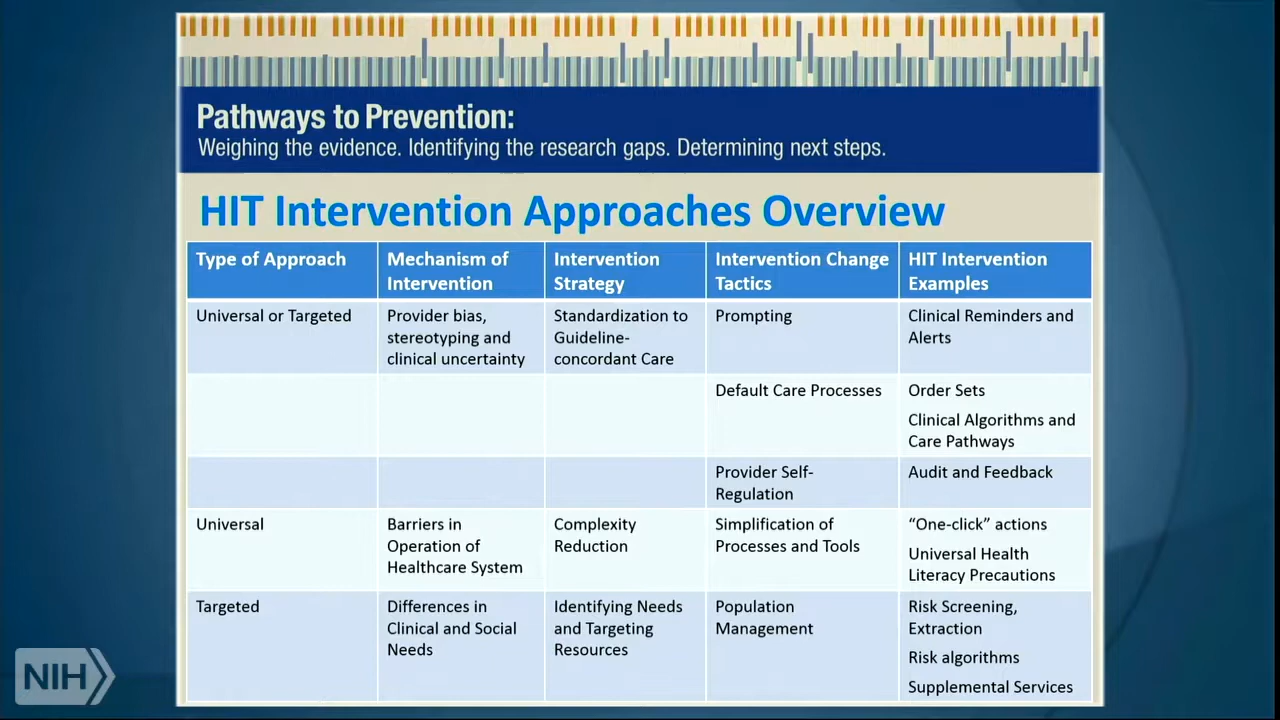 Pathways to Prevention:
Weighing the evidence. Identifying the research gaps. Determining next steps.
HIT Intervention Approaches Overview
Type of Approach
Mechanism of
Intervention
Intervention
Strategy
Intervention Change
Tactics
HIT Intervention
Examples
Universal or Targeted
Provider bias,
stereotyping and
clinical uncertainty
Standardization to
Guideline-
concordant Care
Prompting
Clinical Reminders and
Alerts
Default Care Processes
Order Sets
Clinical Algorithms and
Care Pathways
Provider Self-
Regulation
Audit and Feedback
Universal
Barriers in
Operation of
Healthcare System
Complexity
Reduction
Simplification of
Processes and Tools
“One-click” actions
Universal Health
Literacy Precautions
Targeted
Differences in
Clinical and Social
Needs
Identifying Needs
and Targeting
Resources
Population
Management
Risk Screening,
Extraction
Risk algorithms
Supplemental Services
NIH